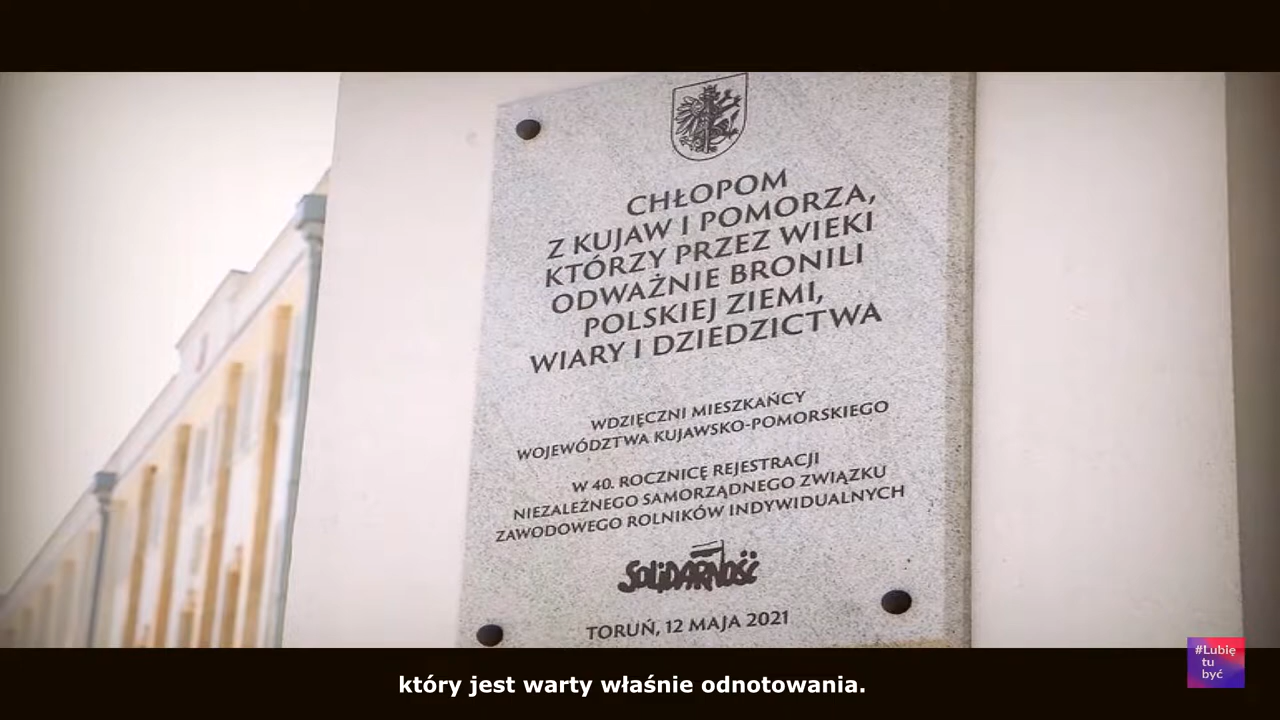 CHŁOPOM
Z KUJAW I POMORZA,
KTÓRZY PRZEZ WIEKI
ODWAŻNIE BRONILI
POLSKIEJ ZIEMI,
WIARY I DZIEDZICTWA
WDZIĘCZNI MIESZKAŃCY
WOJEWÓDZTWA KUJAWSKO-POMORSKIEGO
W 40. ROCZNICĘ REJESTRACJI
NIEZALEŻNEGO SAMORZĄDNEGO ZWIĄZKU
ZAWODOWEGO ROLNIKÓW INDYWIDUALNYCH
SOLIDARNOŚĆ
TORUŃ, 12 MAJA 2021
#Lubię
tu
być
który jest warty właśnie odnotowania.